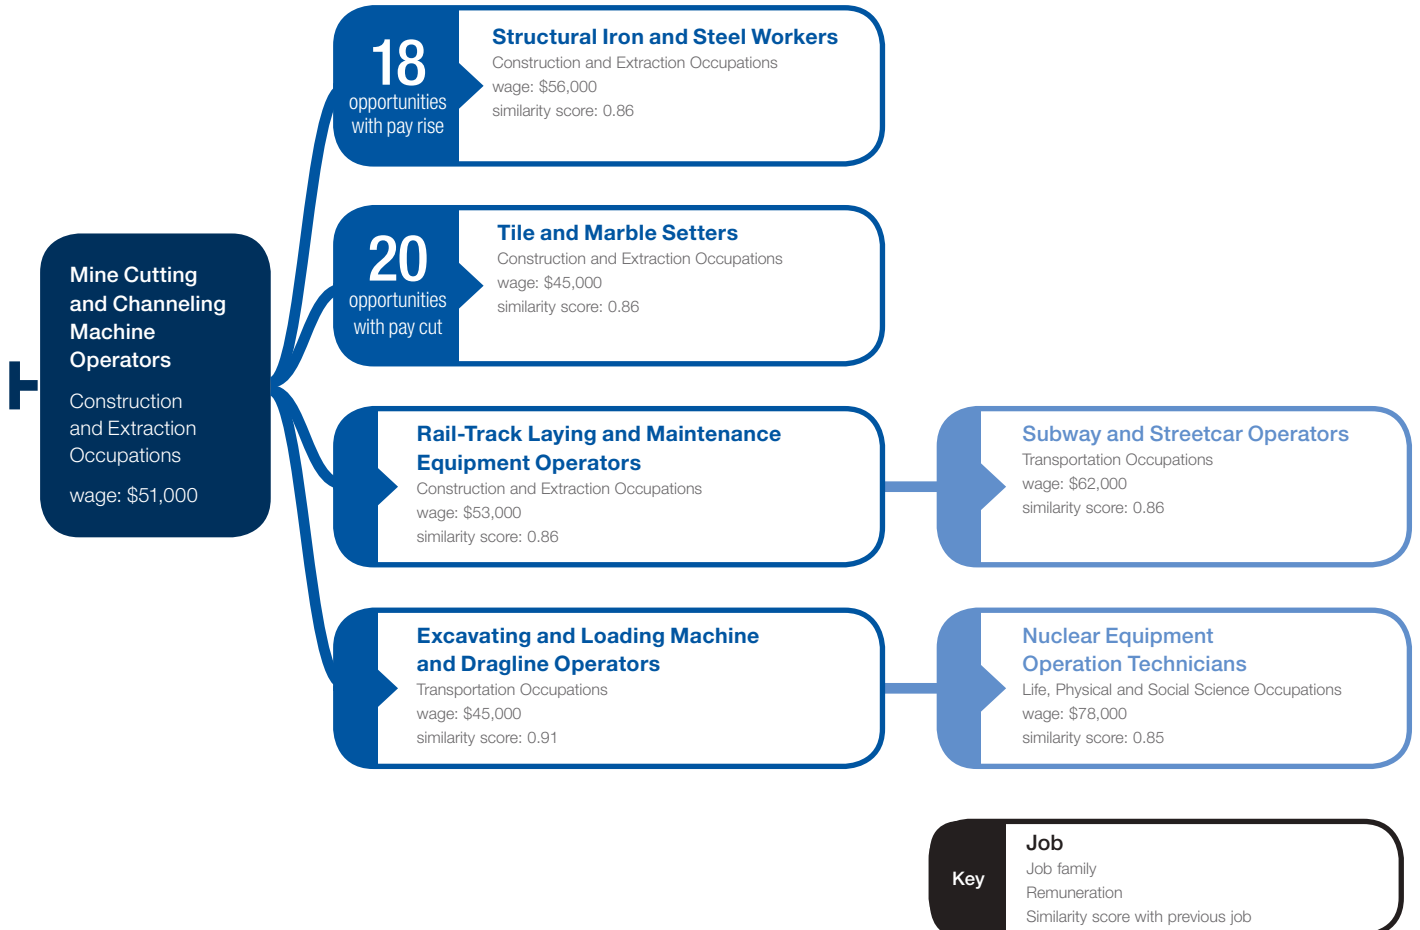 18
opportunities
with pay rise
Structural Iron and Steel Workers
Construction and Extraction Occupations
wage: $56,000
similarity score: 0.86
20
opportunities
with pay cut
Tile and Marble Setters
Construction and Extraction Occupations
wage: $45,000
similarity score: 0.86
Mine Cutting
and Channeling
Machine
Operators
Construction
and Extraction
Occupations
wage: $51,000
Rail-Track Laying and Maintenance
Equipment Operators
Construction and Extraction Occupations
wage: $53,000
similarity score: 0.86
Subway and Streetcar Operators
Transportation Occupations
wage: $62,000
similarity score: 0.86
Excavating and Loading Machine
and Dragline Operators
Transportation Occupations
wage: $45,000
similarity score: 0.91
Nuclear Equipment
Operation Technicians
Life, Physical and Social Science Occupations
wage: $78,000
similarity score: 0.85
Key
Job
Job family
Remuneration
Similarity score with previous job